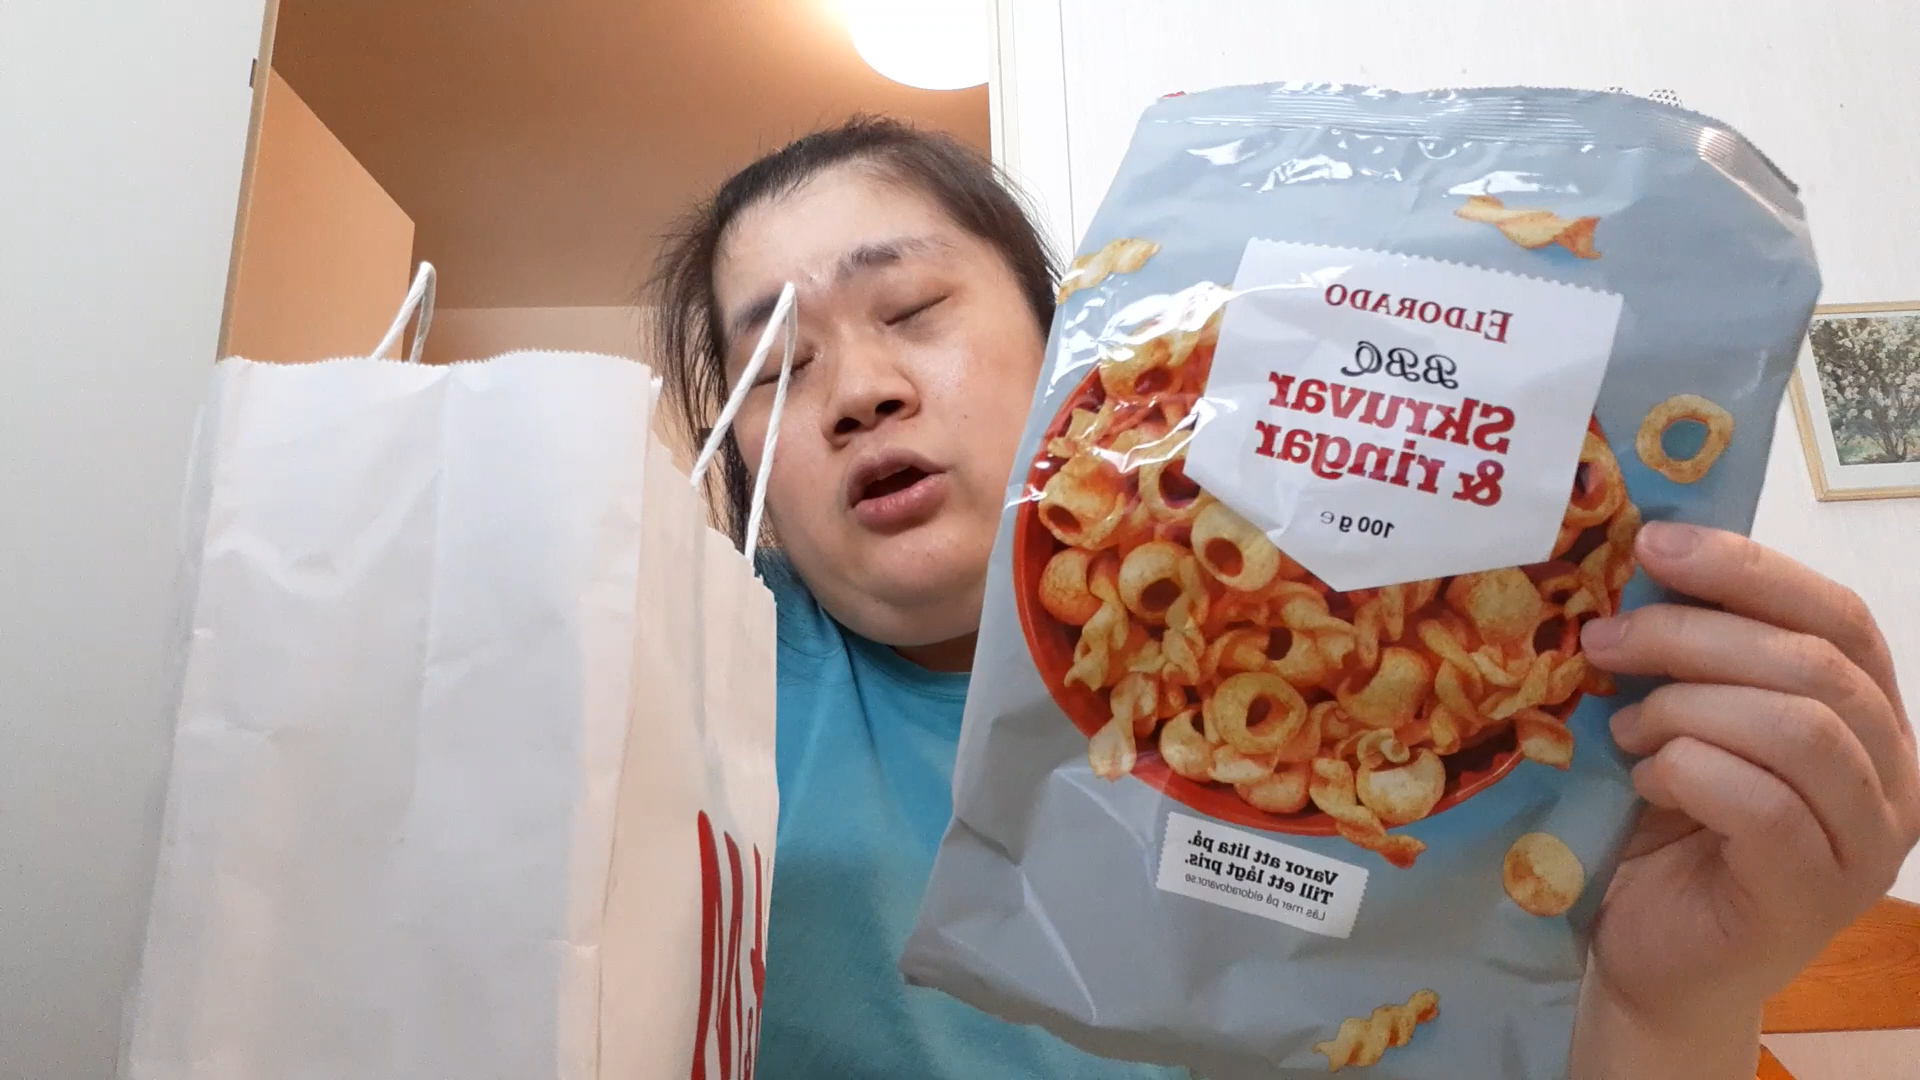 ELDORADO
BBQ
Skruvar
& ringar
100 g e
Varor att lita på.
Till ett lågt pris.
Läs mer på eldoradovaror.se